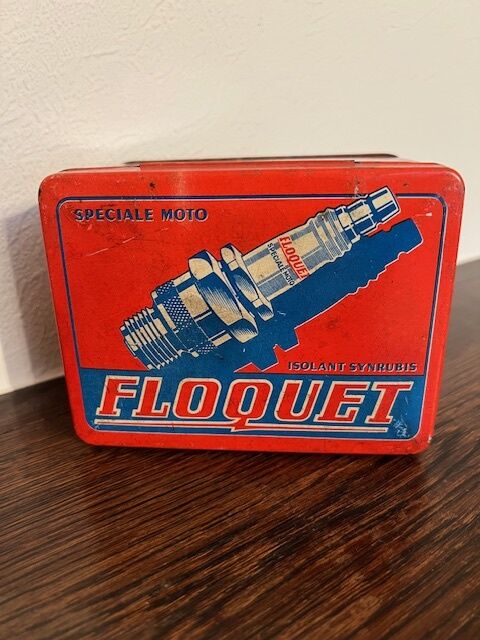 SPECIALE MOTO
FLOQUET
SPECIALE MOTO
ISOLANT SYNRUBIS
FLOQUET